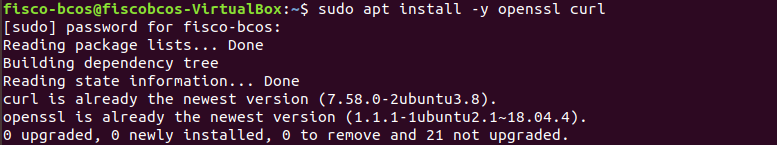 fisco-bcos@fiscobcos-VirtualBox:~$ sudo apt install -y openssl curl
[sudo] password for fisco-bcos:
Reading package lists... Done
Building dependency tree
Reading state information... Done
curl is already the newest version (7.58.0-2ubuntu3.8).
openssl is already the newest version (1.1.1-1ubuntu2.1~18.04.4).
0 upgraded, 0 newly installed, 0 to remove and 21 not upgraded.